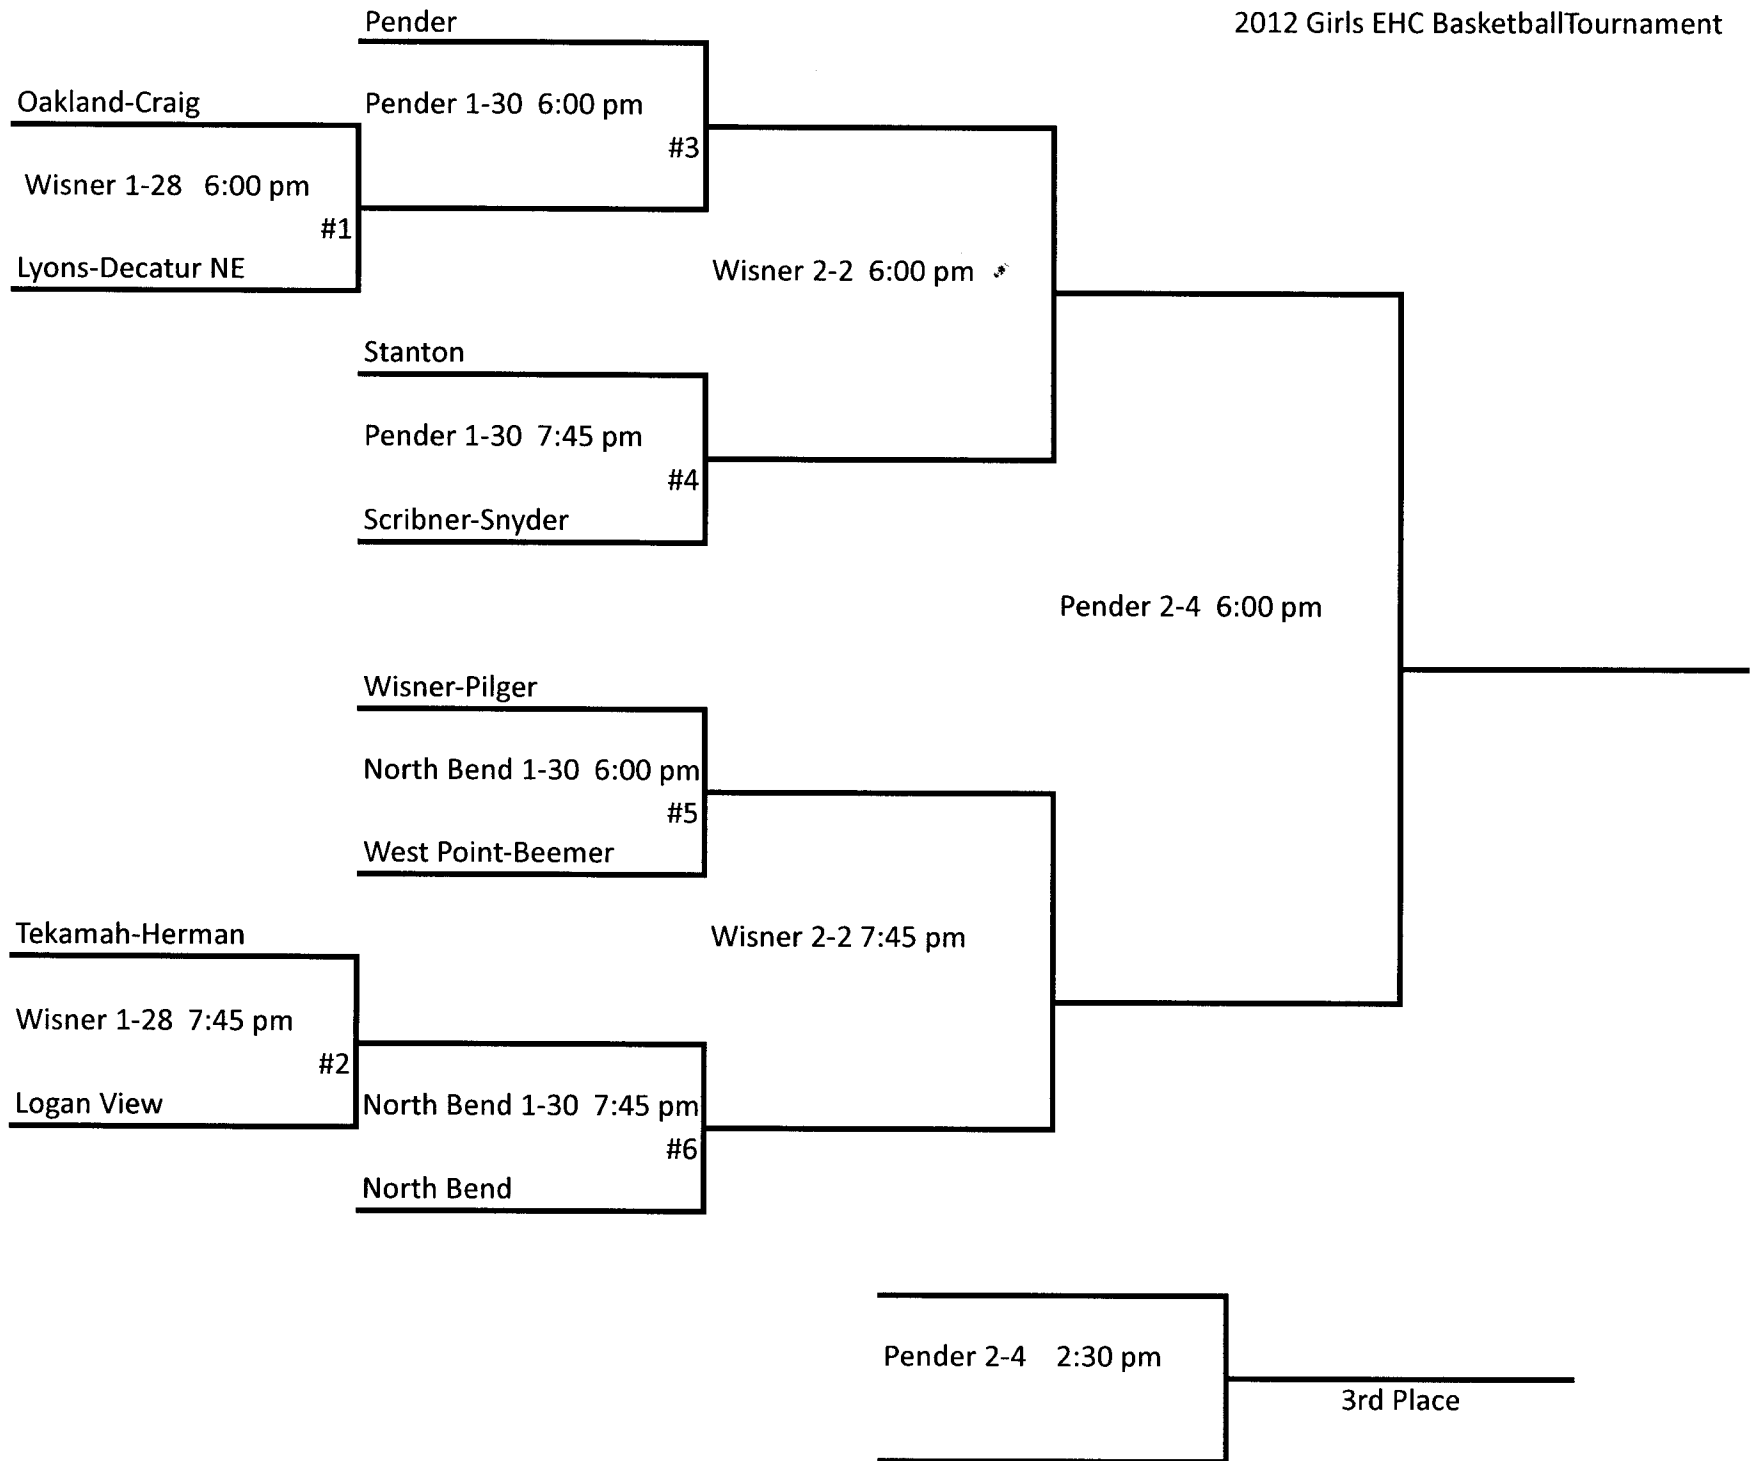 Pender
2012 Girls EHC BasketballTournament
Oakland-Craig
Pender 1-30 6:00 pm
#3
Wisner 1-28 6:00 pm
#1
Lyons-Decatur NE
Wisner 2-2 6:00 pm
Stanton
Pender 1-30 7:45 pm
#4
Scribner-Snyder
Pender 2-4 6:00 pm
Wisner-Pilger
North Bend 1-30 6:00 pm
#5
West Point-Beemer
Tekamah-Herman
Wisner 2-2 7:45 pm
Wisner 1-28 7:45 pm
#2
Logan View
North Bend 1-30 7:45 pm
#6
North Bend
Pender 2-4 2:30 pm
3rd Place